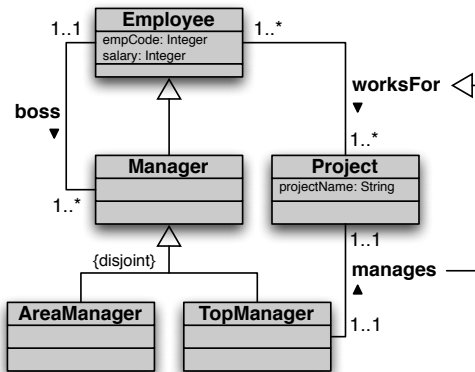 Employee
1..1
1..*
empCode: Integer
salary: Integer
worksFor
▼
boss
▼
1..*
Manager
Project
projectName: String
1..*
1..1
{disjoint}
manages
▲
AreaManager
TopManager
1..1